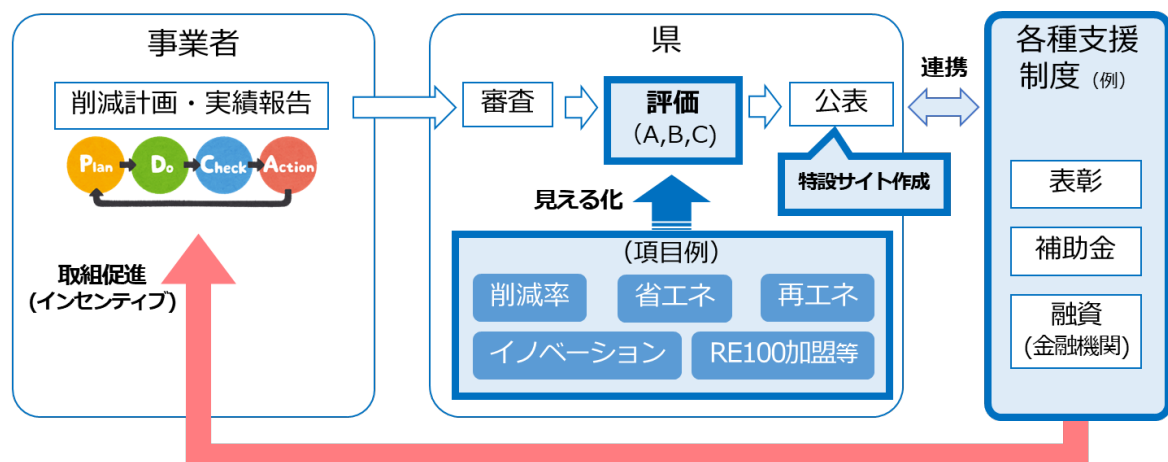 事業者
削減計画・実績報告
Plan
Do
Check
Action
取組促進
(インセンティブ)
県
審査
評価
(A,B,C)
公表
特設サイト作成
見える化
(項目例)
削減率
省エネ
再エネ
イノベーション
RE100加盟等
連携
各種支援
制度(例)
表彰
補助金
融資
(金融機関)